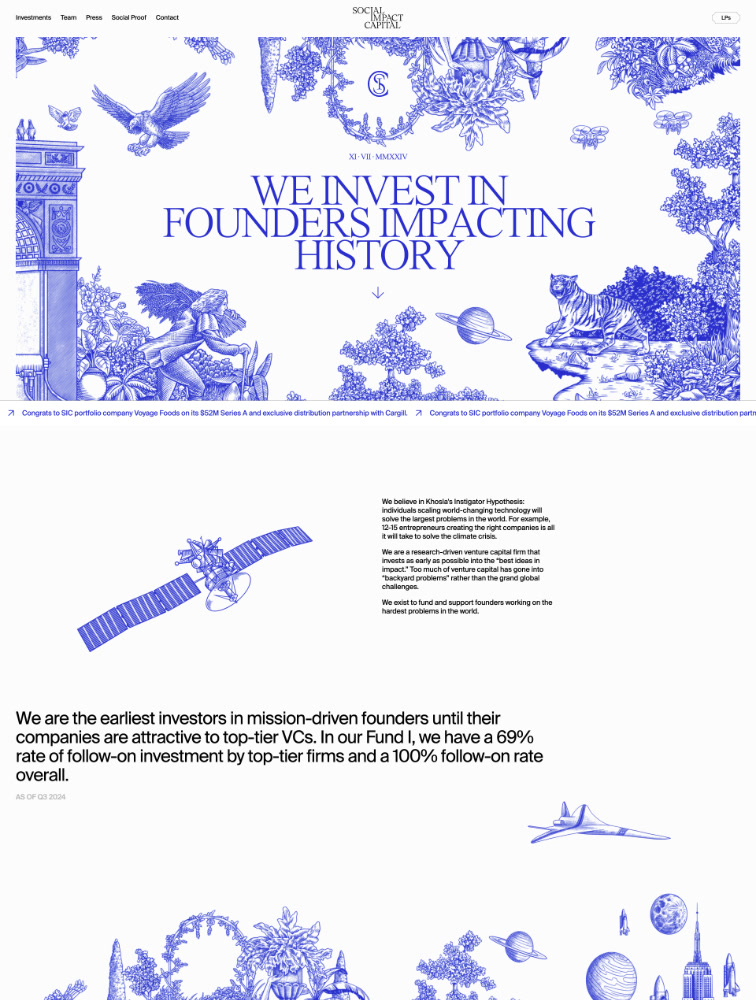 Investments Team Press Social Proof Contact
SOCIAL
IMPACT
CAPITAL
LPs
XI · VII · MMXXIV
WE INVEST IN
FOUNDERS IMPACTING
HISTORY
Congrats to SIC portfolio company Voyage Foods on its $52M Series A and exclusive distribution partnership with Cargill. Congrats to SIC portfolio company Voyage Foods on its $52M Series A and exclusive distribution partn
We believe in Khosla's Instigator Hypothesis:
individuals scaling world-changing technology will
solve the largest problems in the world. For example,
12-15 entrepreneurs creating the right companies is all
it will take to solve the climate crisis.
We are a research-driven venture capital firm that
invests as early as possible into the “best ideas in
impact.” Too much of venture capital has gone into
“backyard problems” rather than the grand global
challenges.
We exist to fund and support founders working on the
hardest problems in the world.
We are the earliest investors in mission-driven founders until their
companies are attractive to top-tier VCs. In our Fund I, we have a 69%
rate of follow-on investment by top-tier firms and a 100% follow-on rate
overall.
AS OF Q3 2024